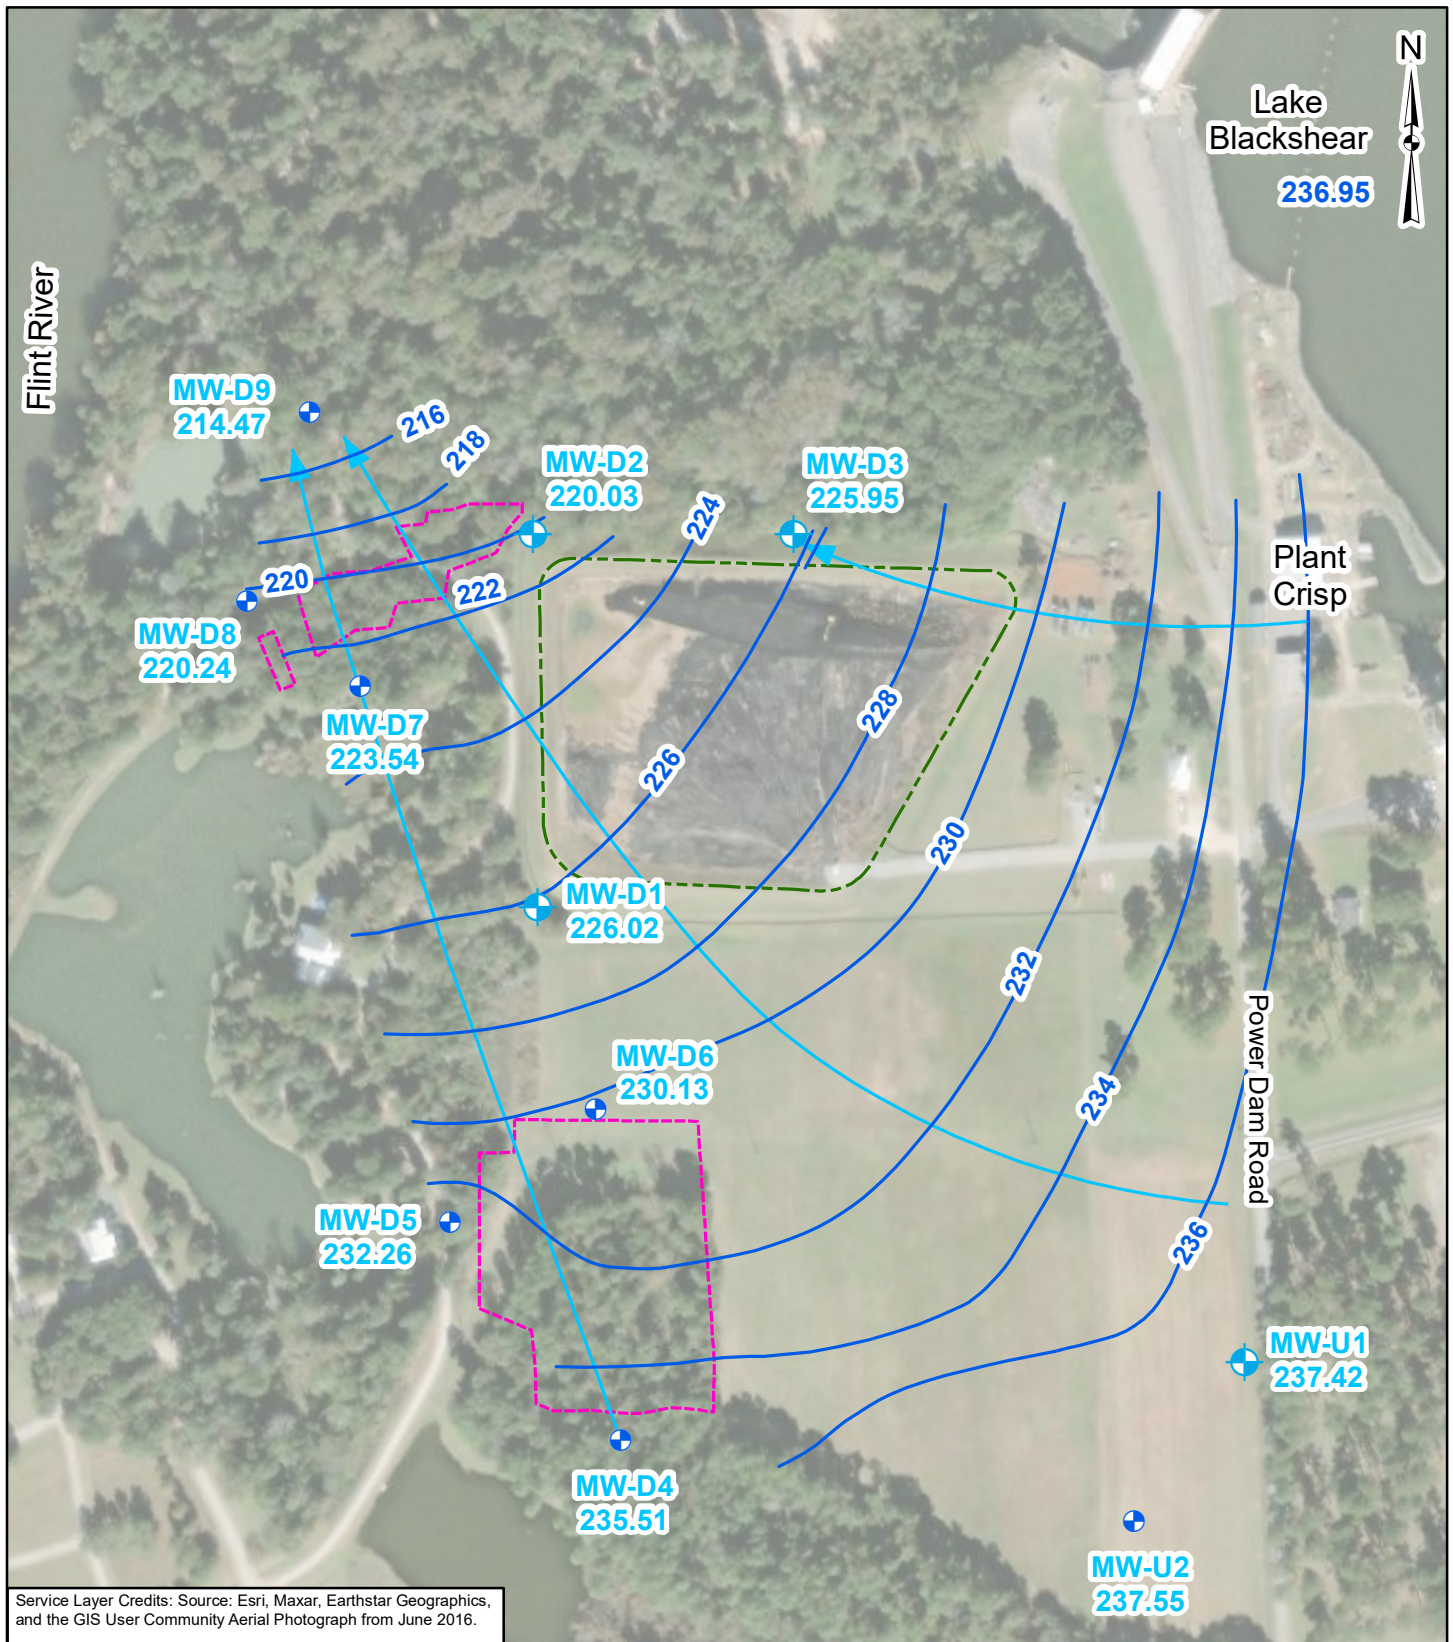 N
Lake
Blackshear
236.95
Flint River
MW-D9
214.47
216
218
MW-D2
220.03
MW-D3
225.95
224
Plant
Crisp
220
222
MW-D8
220.24
MW-D7
223.54
228
226
230
MW-D1
226.02
232
Power Dam Road
MW-D6
230.13
234
MW-D5
232.26
236
MW-U1
237.42
MW-D4
235.51
MW-U2
237.55
Service Layer Credits: Source: Esri, Maxar, Earthstar Geographics,
and the GIS User Community Aerial Photograph from June 2016.